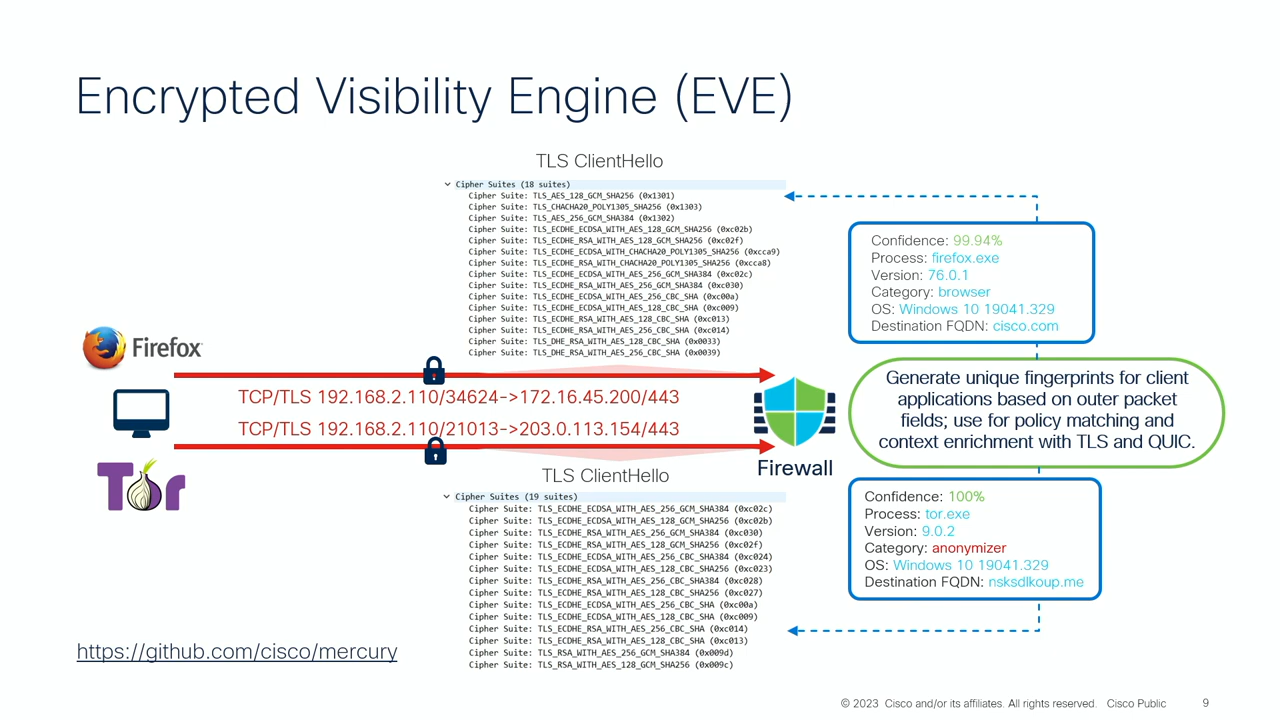 Encrypted Visibility Engine (EVE)
TLS ClientHello
Cipher Suites (18 suites)
Cipher Suite: TLS_AES_128_GCM_SHA256 (0x1301)
Cipher Suite: TLS_CHACHA20_POLY1305_SHA256 (0x1303)
Cipher Suite: TLS_AES_256_GCM_SHA384 (0x1302)
Cipher Suite: TLS_ECDHE_ECDSA_WITH_AES_128_GCM_SHA256 (0xc02b)
Cipher Suite: TLS_ECDHE_RSA_WITH_AES_128_GCM_SHA256 (0xc02f)
Cipher Suite: TLS_ECDHE_ECDSA_WITH_CHACHA20_POLY1305_SHA256 (0xcca9)
Cipher Suite: TLS_ECDHE_RSA_WITH_CHACHA20_POLY1305_SHA256 (0xcca8)
Cipher Suite: TLS_ECDHE_ECDSA_WITH_AES_256_GCM_SHA384 (0xc02c)
Cipher Suite: TLS_ECDHE_RSA_WITH_AES_256_GCM_SHA384 (0xc030)
Cipher Suite: TLS_ECDHE_ECDSA_WITH_AES_256_CBC_SHA (0xc00a)
Cipher Suite: TLS_ECDHE_ECDSA_WITH_AES_128_CBC_SHA (0xc009)
Cipher Suite: TLS_ECDHE_RSA_WITH_AES_128_CBC_SHA (0xc013)
Cipher Suite: TLS_ECDHE_RSA_WITH_AES_256_CBC_SHA (0xc014)
Cipher Suite: TLS_DHE_RSA_WITH_AES_128_CBC_SHA (0x0033)
Cipher Suite: TLS_DHE_RSA_WITH_AES_256_CBC_SHA (0x0039)
Confidence: 99.94%
Process: firefox.exe
Version: 76.0.1
Category: browser
OS: Windows 10 19041.329
Destination FQDN: cisco.com
Firefox
TCP/TLS 192.168.2.110/34624->172.16.45.200/443
TCP/TLS 192.168.2.110/21013->203.0.113.154/443
Tor
Firewall
Generate unique fingerprints for client
applications based on outer packet
fields; use for policy matching and
context enrichment with TLS and QUIC.
TLS ClientHello
Cipher Suites (19 suites)
Cipher Suite: TLS_ECDHE_ECDSA_WITH_AES_256_GCM_SHA384 (0xc02c)
Cipher Suite: TLS_ECDHE_ECDSA_WITH_AES_128_GCM_SHA256 (0xc02b)
Cipher Suite: TLS_ECDHE_RSA_WITH_AES_256_GCM_SHA384 (0xc030)
Cipher Suite: TLS_ECDHE_RSA_WITH_AES_128_GCM_SHA256 (0xc02f)
Cipher Suite: TLS_ECDHE_ECDSA_WITH_AES_256_CBC_SHA384 (0xc024)
Cipher Suite: TLS_ECDHE_ECDSA_WITH_AES_128_CBC_SHA256 (0xc023)
Cipher Suite: TLS_ECDHE_RSA_WITH_AES_256_CBC_SHA384 (0xc028)
Cipher Suite: TLS_ECDHE_RSA_WITH_AES_128_CBC_SHA256 (0xc027)
Cipher Suite: TLS_ECDHE_ECDSA_WITH_AES_256_CBC_SHA (0xc00a)
Cipher Suite: TLS_ECDHE_ECDSA_WITH_AES_128_CBC_SHA (0xc009)
Cipher Suite: TLS_ECDHE_RSA_WITH_AES_256_CBC_SHA (0xc014)
Cipher Suite: TLS_ECDHE_RSA_WITH_AES_128_CBC_SHA (0xc013)
Cipher Suite: TLS_RSA_WITH_AES_256_GCM_SHA384 (0x009d)
Cipher Suite: TLS_RSA_WITH_AES_128_GCM_SHA256 (0x009c)
Confidence: 100%
Process: tor.exe
Version: 9.0.2
Category: anonymizer
OS: Windows 10 19041.329
Destination FQDN: nsksdlkoup.me
https://github.com/cisco/mercury
© 2023 Cisco and/or its affiliates. All rights reserved. Cisco Public 9